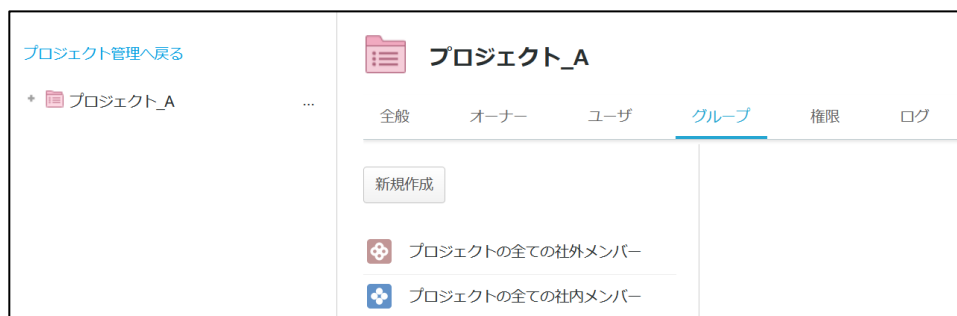 プロジェクト管理へ戻る
プロジェクト_A
...
プロジェクト_A
全般 オーナー ユーザ グループ 権限 ログ
新規作成
プロジェクトの全ての社外メンバー
プロジェクトの全ての社内メンバー